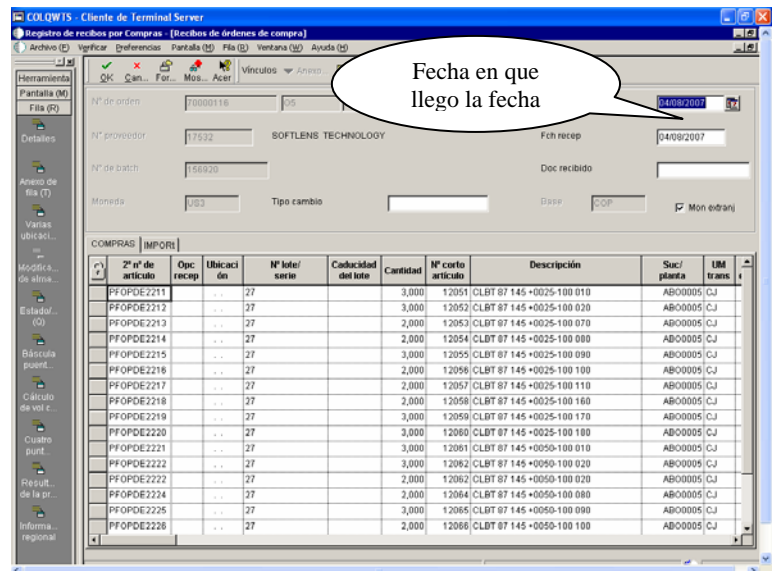 COLQWTS - Cliente de Terminal Server
Registro de recibos por Compras - [Recibos de órdenes de compra]
Archivo (F) Verificar Preferencias Pantalla (M) Fila (R) Ventana (W) Ayuda (H)
OK Can... For... Mos... Acer Vínculos Anexo
Fecha en que
llego la fecha
Herramienta
Pantalla (M)
Fila (R)
Detalles
Anexo de
fila (T)
Varias
ubicaci...
Modifica...
de alma...
Estado/...
(Q)
Báscula
puent...
Cálculo
de vol c...
Cuatro
punt...
Result...
de la pr...
Informa...
regional
Nº de orden 70000116 O5 04/08/2007
Nº proveedor 17532 SOFTLENS TECHNOLOGY Fch recep 04/08/2007
Nº de batch 156920 Doc recibido
Moneda US3 Tipo cambio Base COP Mon extranj
COMPRAS IMPORI
2º nº de artículo Opc recep Ubicaci ón Nº lote/ serie Caducidad del lote Cantidad Nº corto artículo Descripción Suc/ planta UM trans
PFOPDE2211 . . 27 3,000 12051 CLBT 87 145 +0025-100 010 ABO0005 CJ
PFOPDE2212 . . 27 3,000 12052 CLBT 87 145 +0025-100 020 ABO0005 CJ
PFOPDE2213 . . 27 2,000 12053 CLBT 87 145 +0025-100 070 ABO0005 CJ
PFOPDE2214 . . 27 2,000 12054 CLBT 87 145 +0025-100 080 ABO0005 CJ
PFOPDE2215 . . 27 3,000 12055 CLBT 87 145 +0025-100 090 ABO0005 CJ
PFOPDE2216 . . 27 2,000 12056 CLBT 87 145 +0025-100 100 ABO0005 CJ
PFOPDE2217 . . 27 2,000 12057 CLBT 87 145 +0025-100 110 ABO0005 CJ
PFOPDE2218 . . 27 2,000 12058 CLBT 87 145 +0025-100 160 ABO0005 CJ
PFOPDE2219 . . 27 3,000 12059 CLBT 87 145 +0025-100 170 ABO0005 CJ
PFOPDE2220 . . 27 3,000 12060 CLBT 87 145 +0025-100 180 ABO0005 CJ
PFOPDE2221 . . 27 3,000 12061 CLBT 87 145 +0050-100 010 ABO0005 CJ
PFOPDE2222 . . 27 3,000 12062 CLBT 87 145 +0050-100 020 ABO0005 CJ
PFOPDE2222 . . 27 2,000 12062 CLBT 87 145 +0050-100 020 ABO0005 CJ
PFOPDE2224 . . 27 2,000 12064 CLBT 87 145 +0050-100 080 ABO0005 CJ
PFOPDE2225 . . 27 3,000 12065 CLBT 87 145 +0050-100 090 ABO0005 CJ
PFOPDE2226 . . 27 2,000 12066 CLBT 87 145 +0050-100 100 ABO0005 CJ